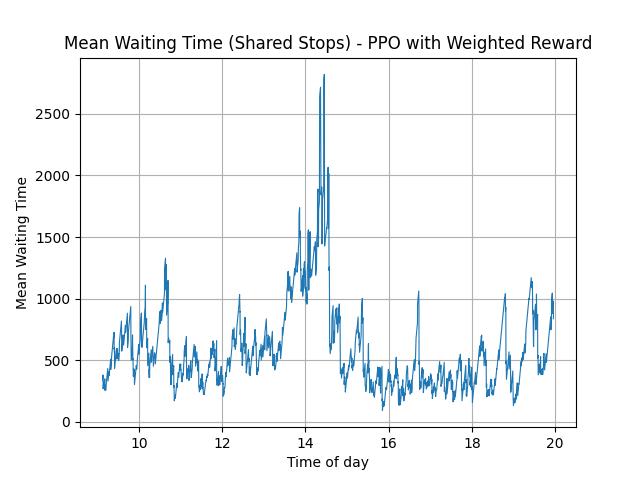 Mean Waiting Time (Shared Stops) - PPO with Weighted Reward
2500
2000
1500
1000
500
0
Mean Waiting Time
10 12 14 16 18 20
Time of day